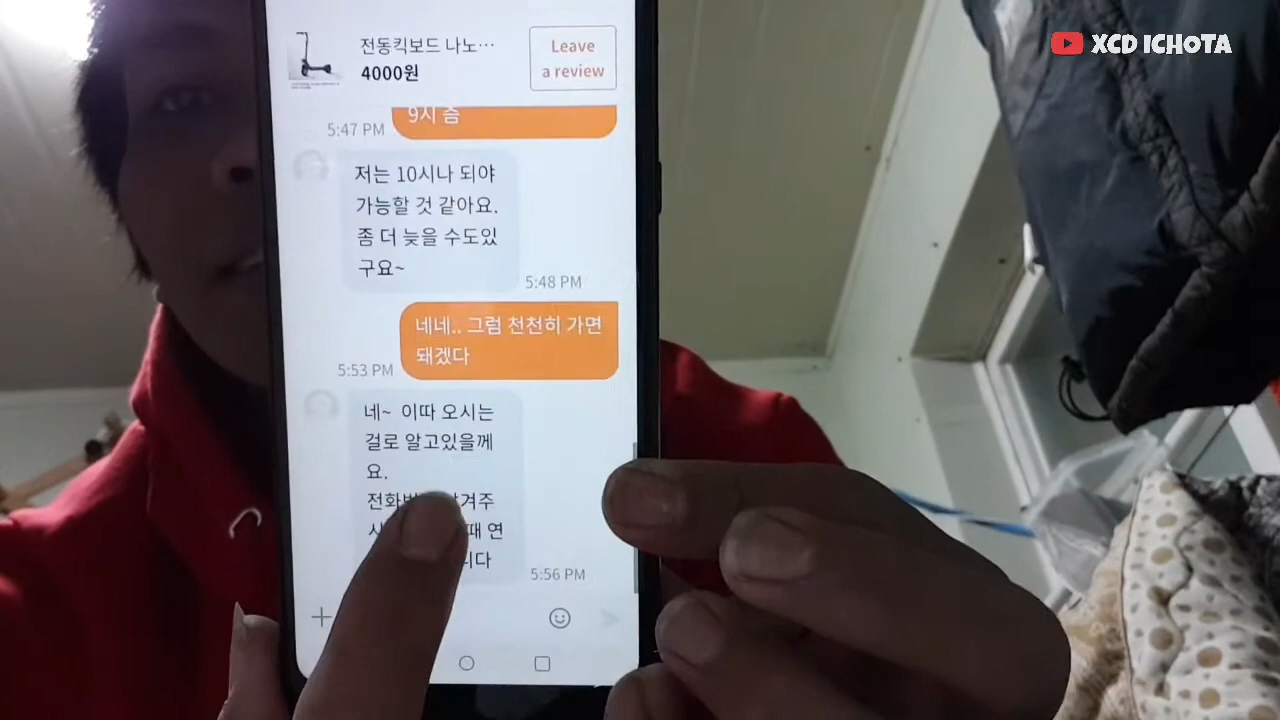 XCD ICHOTA
전동킥보드 나노…
4000원
Leave
a review
9시 쯤
5:47 PM
저는 10시나 되야
가능할 것 같아요.
좀 더 늦을 수도있
구요~
5:48 PM
네네.. 그럼 천천히 가면
돼겠다
5:53 PM
네~ 이따 오시는
걸로 알고있을께
요.
전화 겨주
때 연
니다
5:56 PM